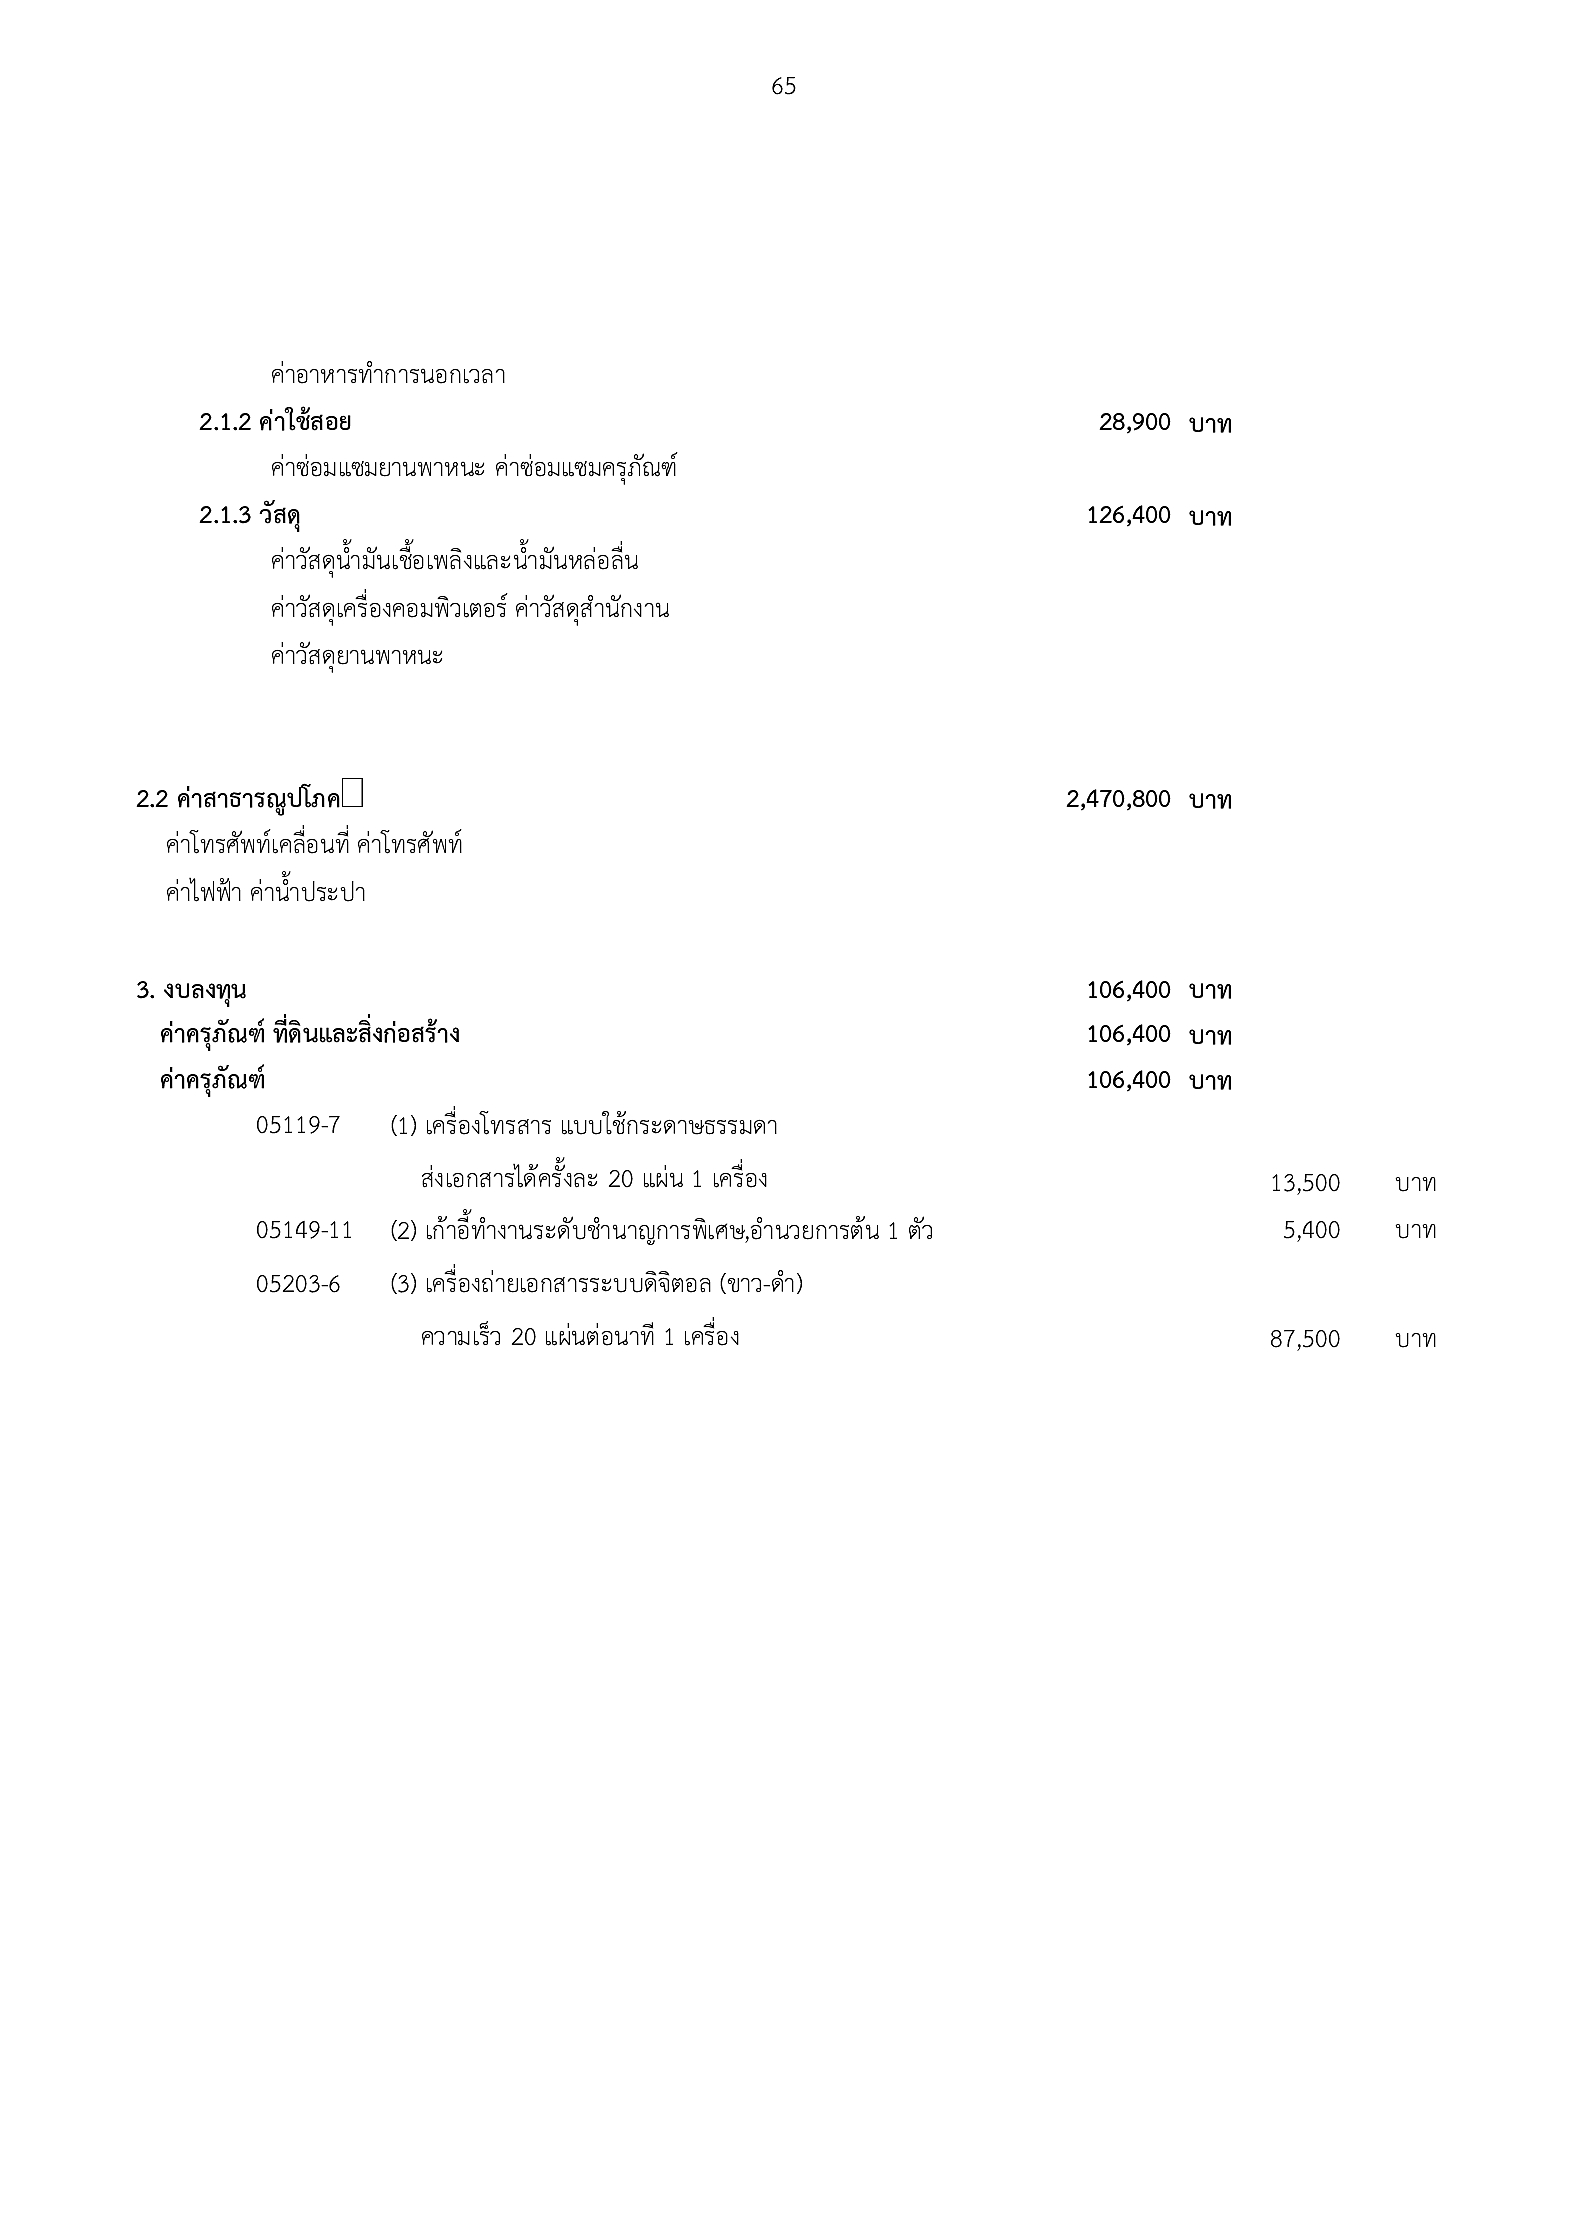 65
ค่าอาหารทำการนอกเวลา
2.1.2 ค่าใช้สอย 28,900 บาท
ค่าซ่อมแซมยานพาหนะ ค่าซ่อมแซมครุภัณฑ์
2.1.3 วัสดุ 126,400 บาท
ค่าวัสดุน้ำมันเชื้อเพลิงและน้ำมันหล่อลื่น
ค่าวัสดุเครื่องคอมพิวเตอร์ ค่าวัสดุสำนักงาน
ค่าวัสดุยานพาหนะ
2.2 ค่าสาธารณูปโภค 2,470,800 บาท
ค่าโทรศัพท์เคลื่อนที่ ค่าโทรศัพท์
ค่าไฟฟ้า ค่าน้ำประปา
3. งบลงทุน 106,400 บาท
ค่าครุภัณฑ์ ที่ดินและสิ่งก่อสร้าง 106,400 บาท
ค่าครุภัณฑ์ 106,400 บาท
05119-7 (1) เครื่องโทรสาร แบบใช้กระดาษธรรมดา
ส่งเอกสารได้ครั้งละ 20 แผ่น 1 เครื่อง 13,500 บาท
05149-11 (2) เก้าอี้ทำงานระดับชำนาญการพิเศษ,อำนวยการต้น 1 ตัว 5,400 บาท
05203-6 (3) เครื่องถ่ายเอกสารระบบดิจิตอล (ขาว-ดำ)
ความเร็ว 20 แผ่นต่อนาที 1 เครื่อง 87,500 บาท